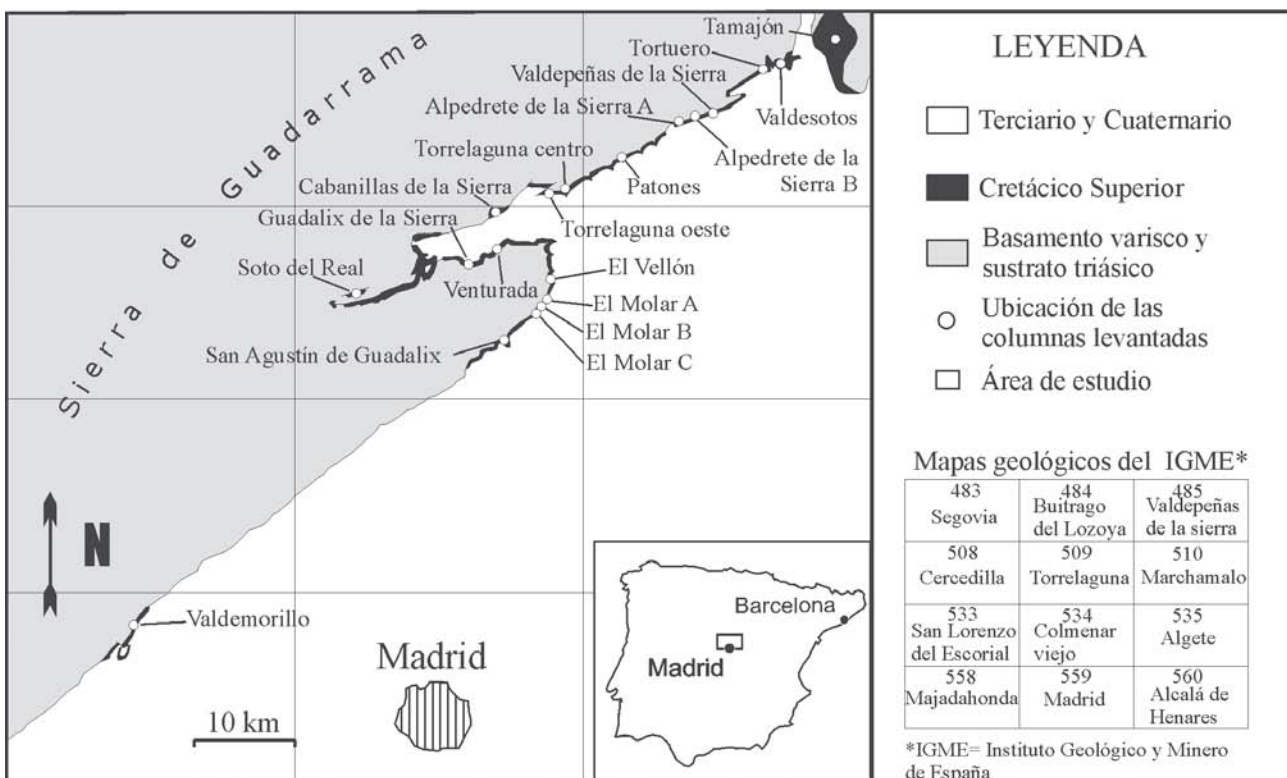 Tamajón
Tortuero
Valdepeñas de la Sierra
Alpedrete de la Sierra A
Valdesotos
Torrelaguna centro
Alpedrete de la
Sierra B
Cabanillas de la Sierra
Patones
Guadalix de la Sierra
Torrelaguna oeste
Soto del Real
El Vellón
Venturada
El Molar A
El Molar B
San Agustín de Guadalix
El Molar C
Sierra de Guadarrama
N
Valdemorillo
Madrid
10 km
Barcelona
Madrid
LEYENDA
Terciario y Cuaternario
Cretácico Superior
Basamento varisco y
sustrato triásico
Ubicación de las
columnas levantadas
Área de estudio
Mapas geológicos del IGME*
483
Segovia
484
Buitrago
del Lozoya
485
Valdepeñas
de la sierra
508
Cercedilla
509
Torrelaguna
510
Marchamalo
533
San Lorenzo
del Escorial
534
Colmenar
viejo
535
Algete
558
Majadahonda
559
Madrid
560
Alcalá de
Henares
*IGME= Instituto Geológico y Minero
de España